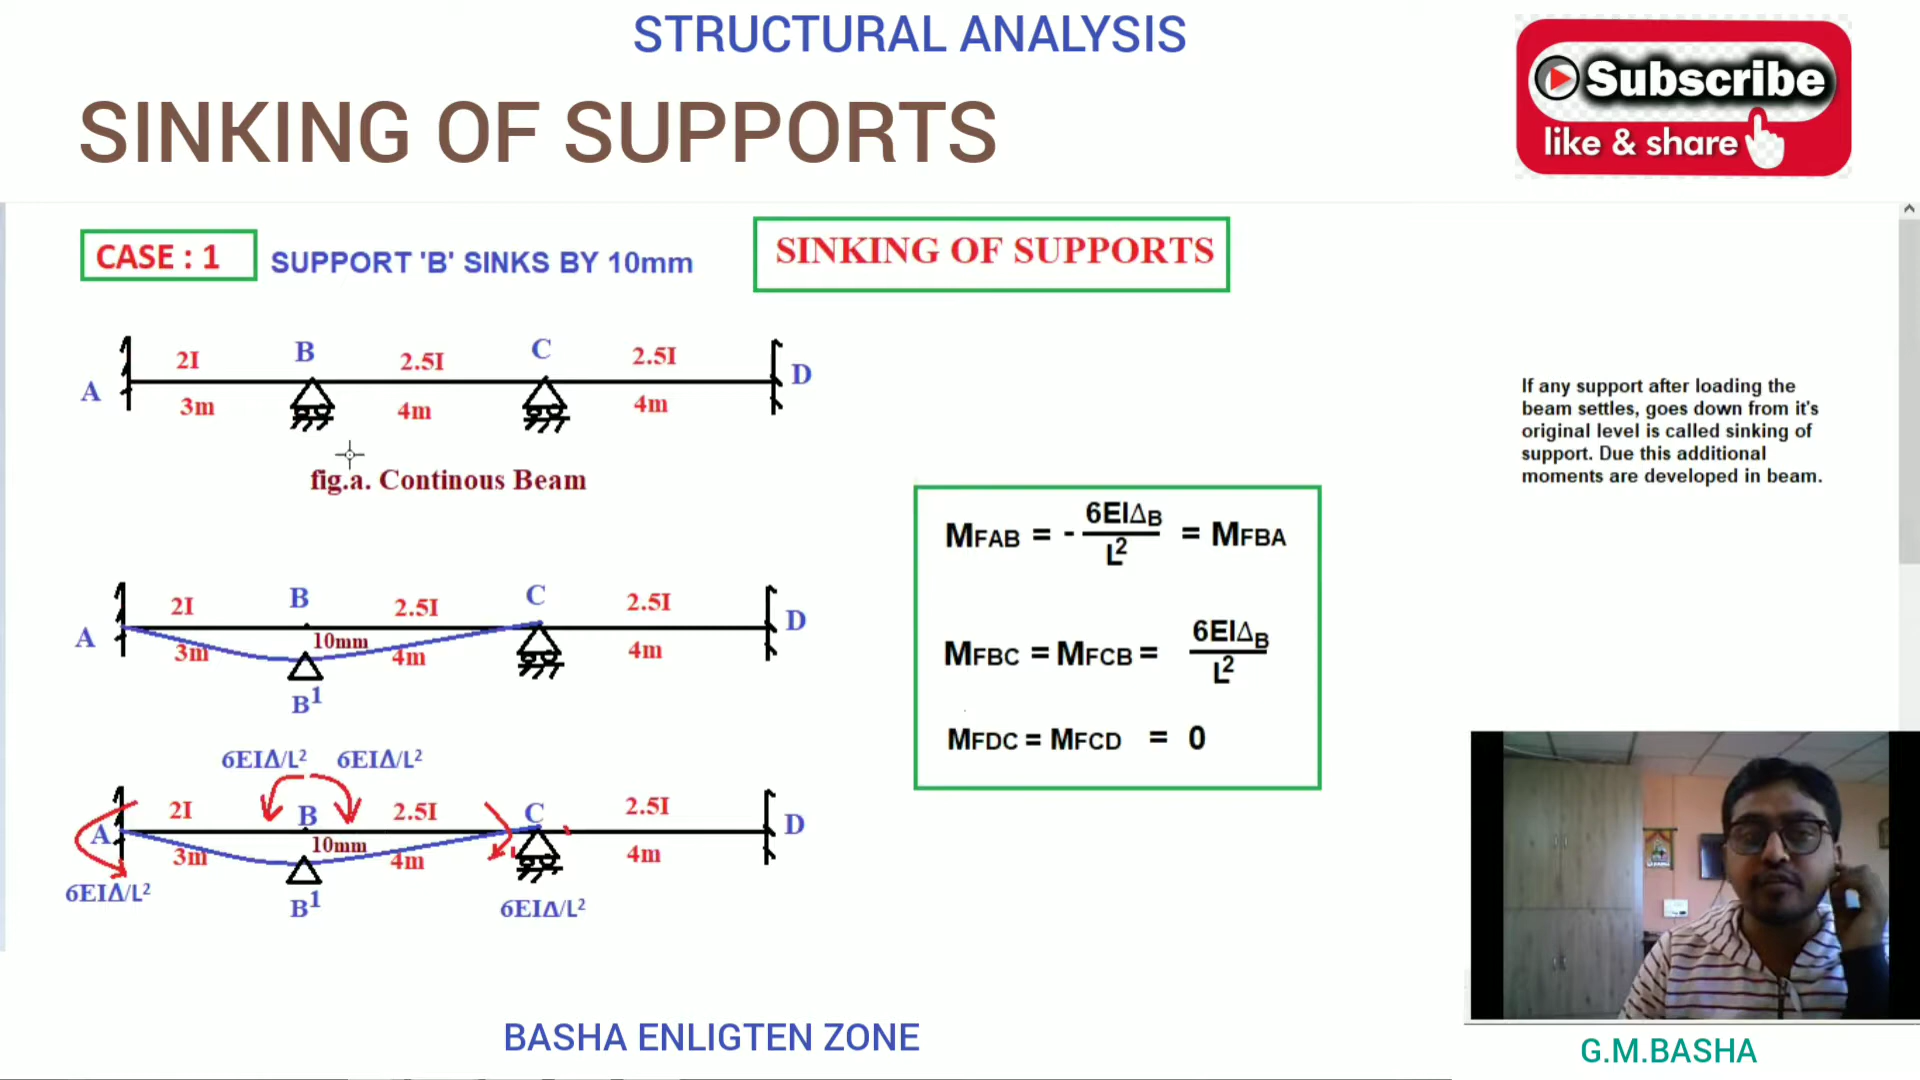 STRUCTURAL ANALYSIS
SINKING OF SUPPORTS
Subscribe
like & share
CASE : 1
SUPPORT 'B' SINKS BY 10mm
SINKING OF SUPPORTS
2I B 2.5I C 2.5I
A D
3m 4m 4m
fig.a. Continous Beam
If any support after loading the
beam settles, goes down from it's
original level is called sinking of
support. Due this additional
moments are developed in beam.
MFAB = - 6EIΔB / L² = MFBA
MFBC = MFCB = 6EIΔB / L²
MFDC = MFCD = 0
2I B 2.5I C 2.5I
A D
10mm
3m 4m 4m
B¹
6EIΔ/L² 6EIΔ/L²
2I B 2.5I C 2.5I
A D
10mm
3m 4m 4m
6EIΔ/L² B¹ 6EIΔ/L²
BASHA ENLIGTEN ZONE
G.M.BASHA